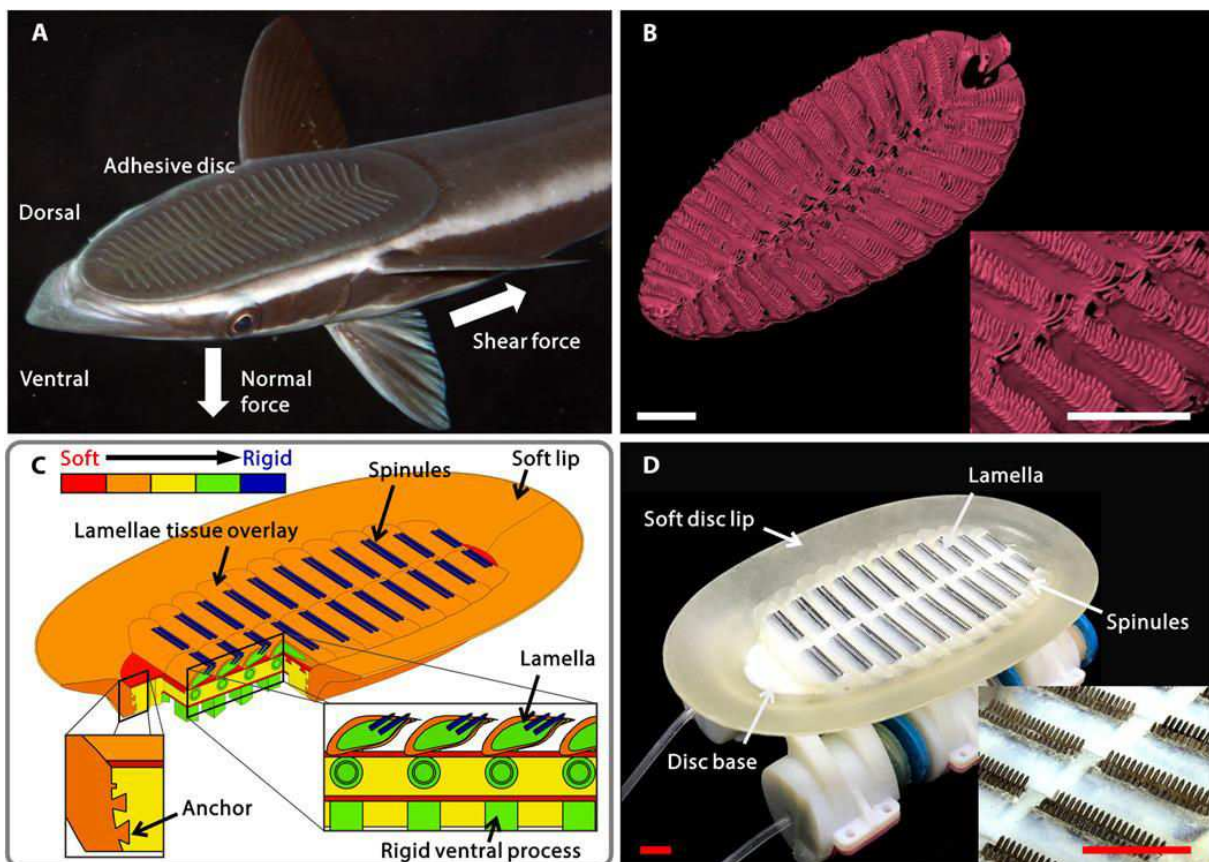 A
Adhesive disc
Dorsal
Shear force
Ventral
Normal
force
B
C
Soft
Rigid
Spinules
Soft lip
Lamellae tissue overlay
Lamella
Anchor
Rigid ventral process
D
Lamella
Soft disc lip
Spinules
Disc base